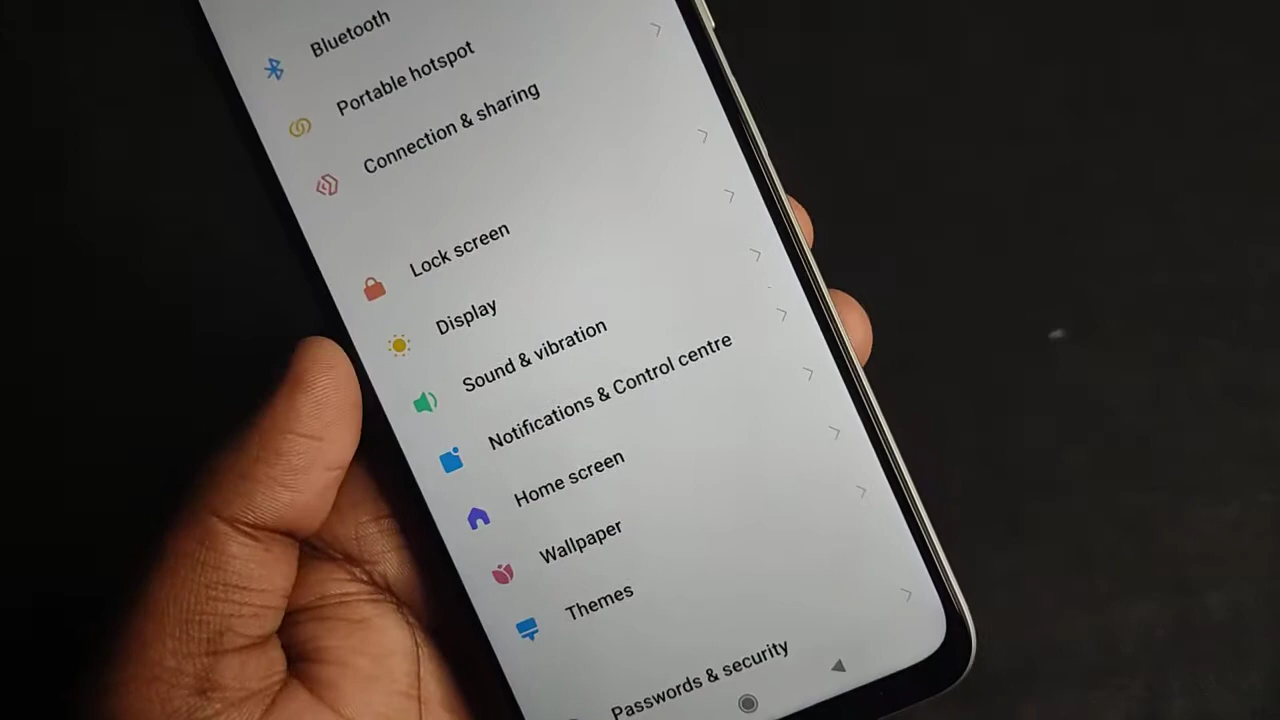 Bluetooth
Portable hotspot
Connection & sharing
Lock screen
Display
Sound & vibration
Notifications & Control centre
Home screen
Wallpaper
Themes
Passwords & security